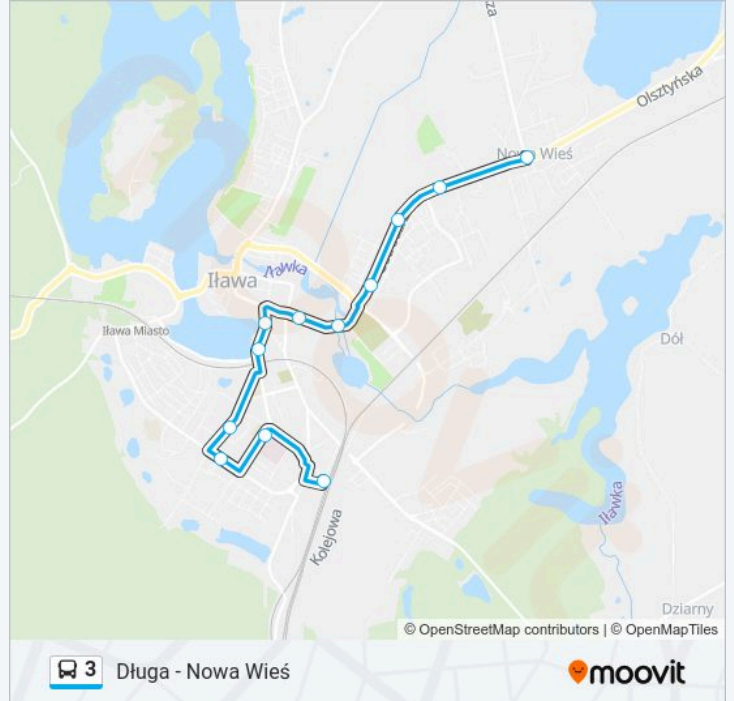 za
Olsztyńska
Nowa Wieś
Iławka
Iława
Iława Miasto
Dół
Iławka
Kolejowa
Dziarny
© OpenStreetMap contributors | © OpenMapTiles
3 Długa - Nowa Wieś
moovit